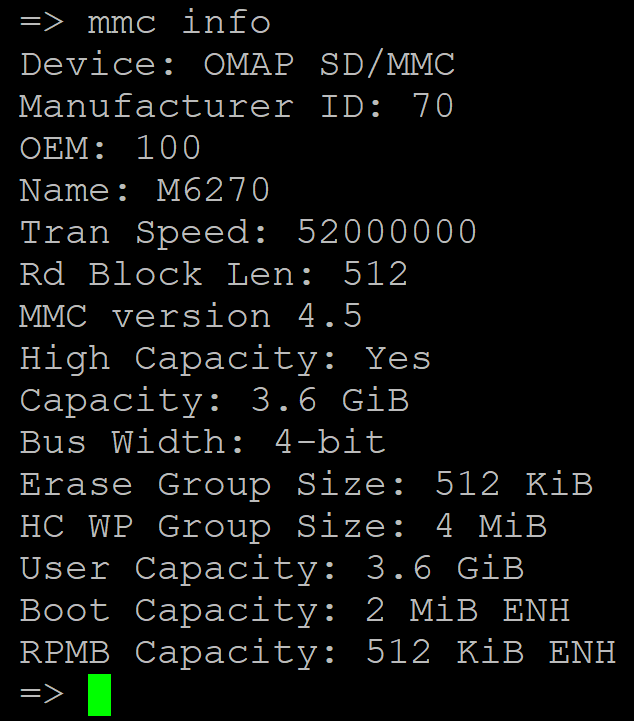 => mmc info
Device: OMAP SD/MMC
Manufacturer ID: 70
OEM: 100
Name: M6270
Tran Speed: 52000000
Rd Block Len: 512
MMC version 4.5
High Capacity: Yes
Capacity: 3.6 GiB
Bus Width: 4-bit
Erase Group Size: 512 KiB
HC WP Group Size: 4 MiB
User Capacity: 3.6 GiB
Boot Capacity: 2 MiB ENH
RPMB Capacity: 512 KiB ENH
=>